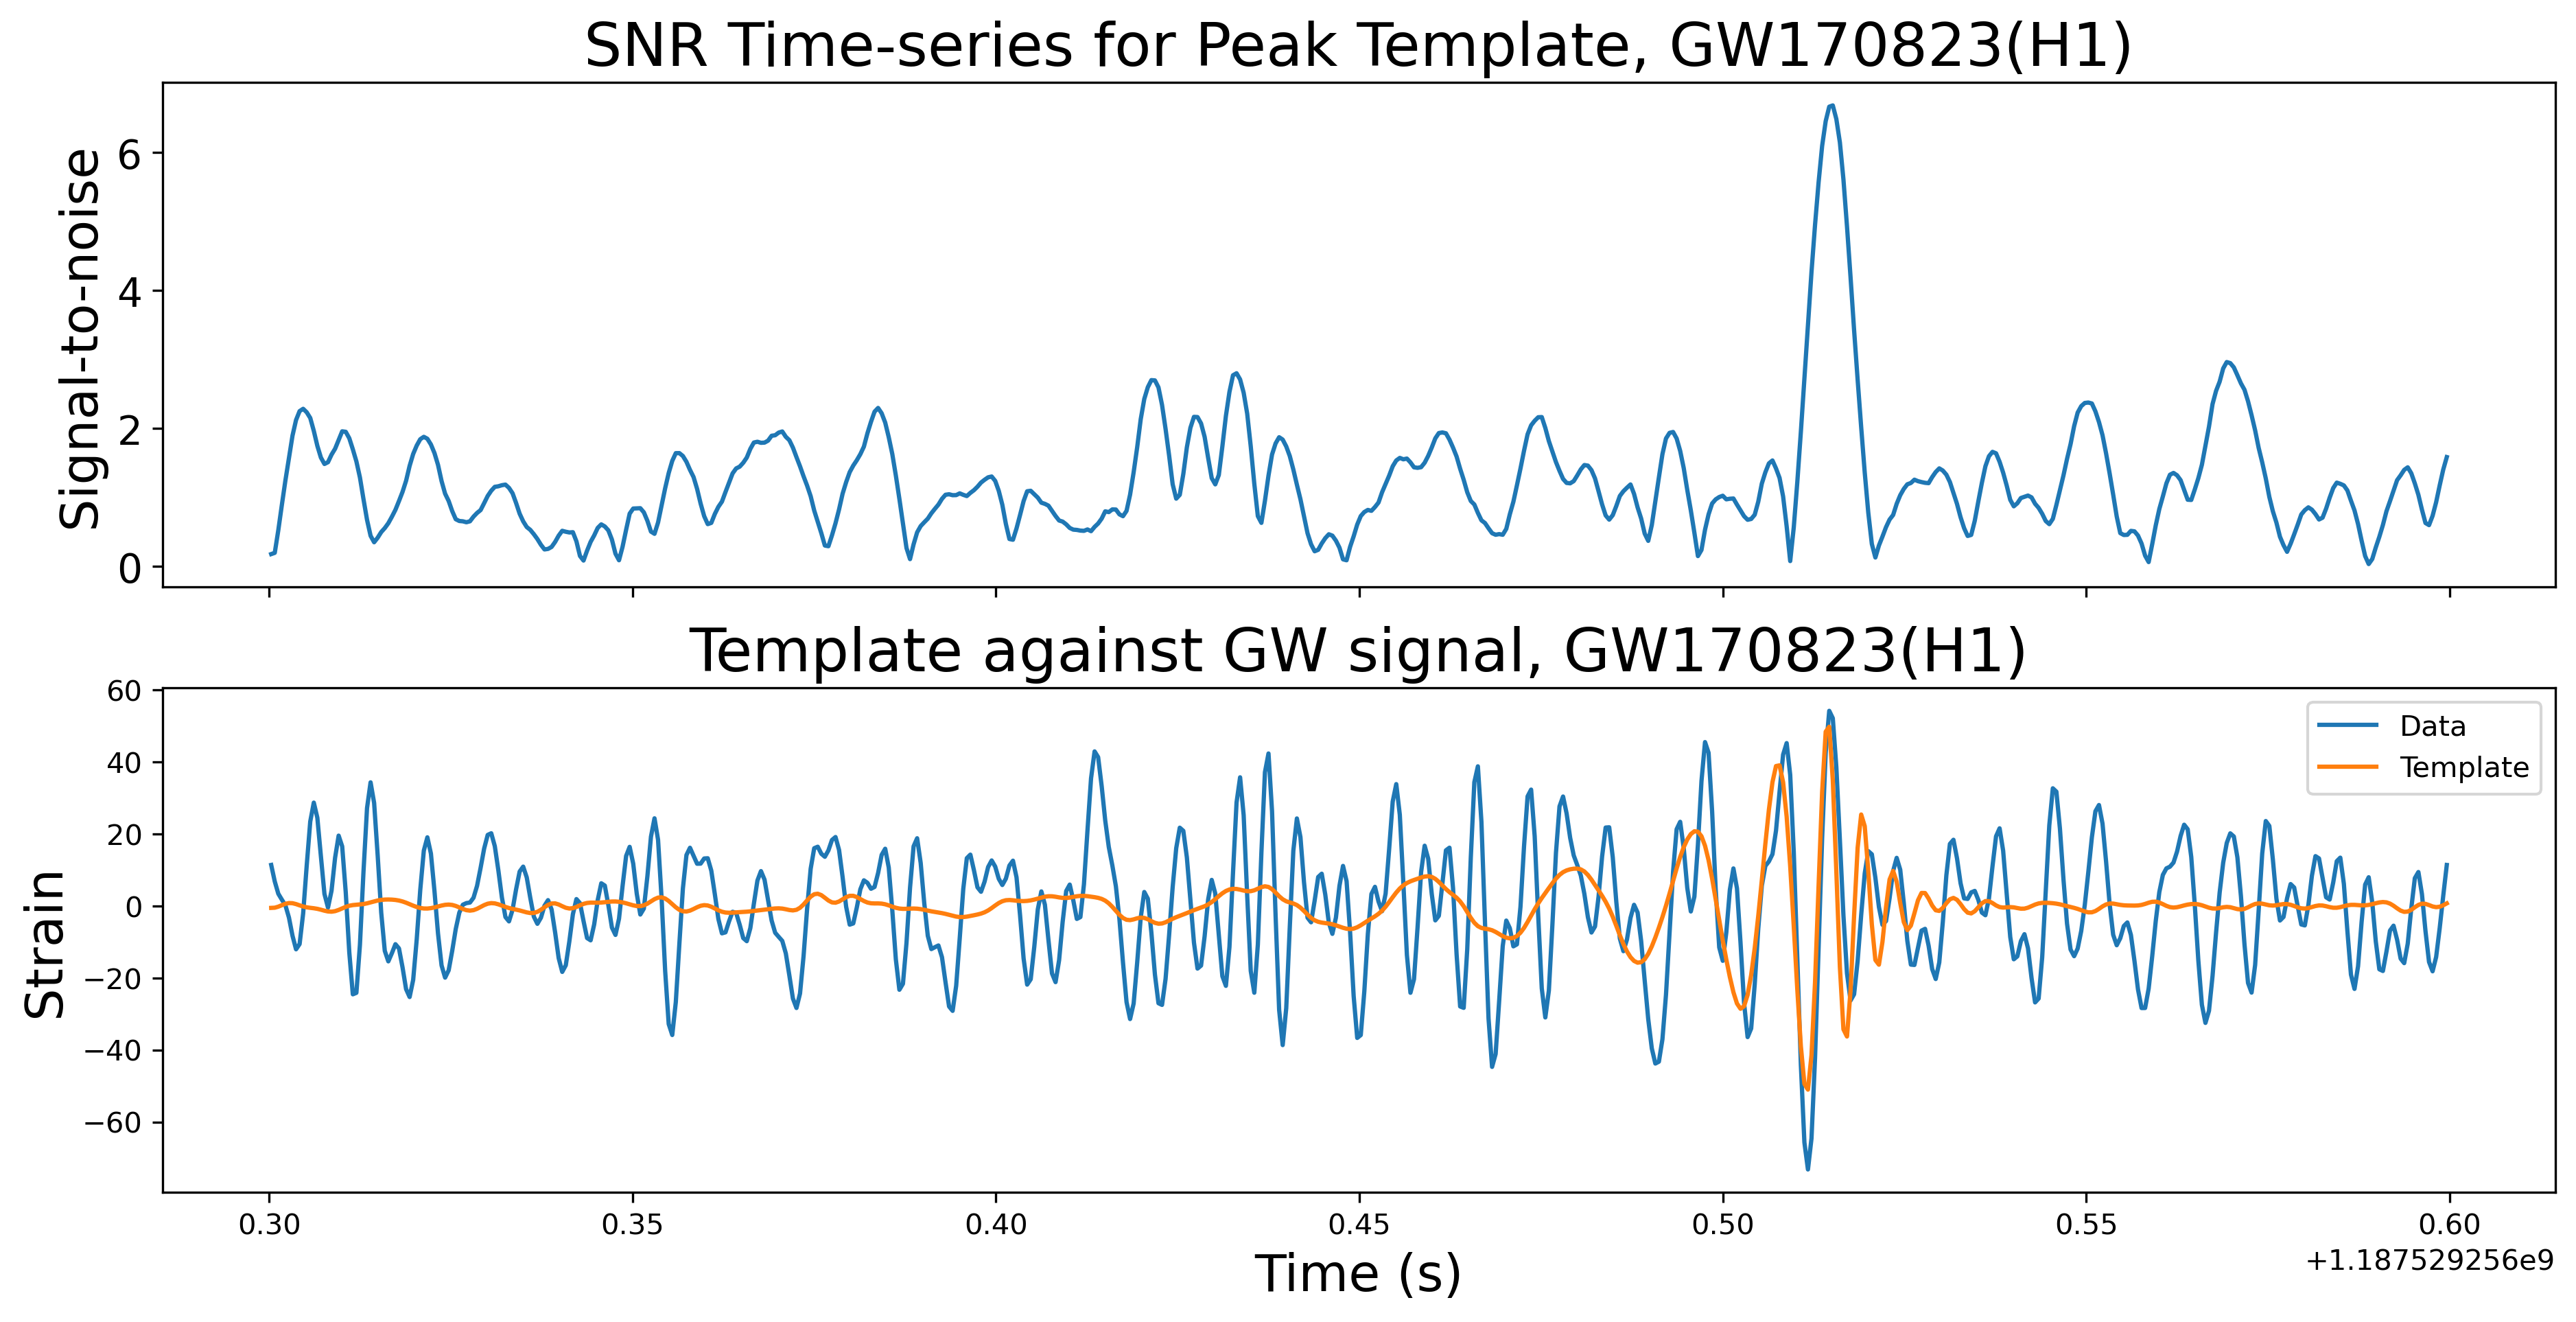 SNR Time-series for Peak Template, GW170823(H1)
Signal-to-noise
6
4
2
0
Template against GW signal, GW170823(H1)
Strain
60
40
20
0
−20
−40
−60
Data
Template
0.30 0.35 0.40 0.45 0.50 0.55 0.60
+1.187529256e9
Time (s)